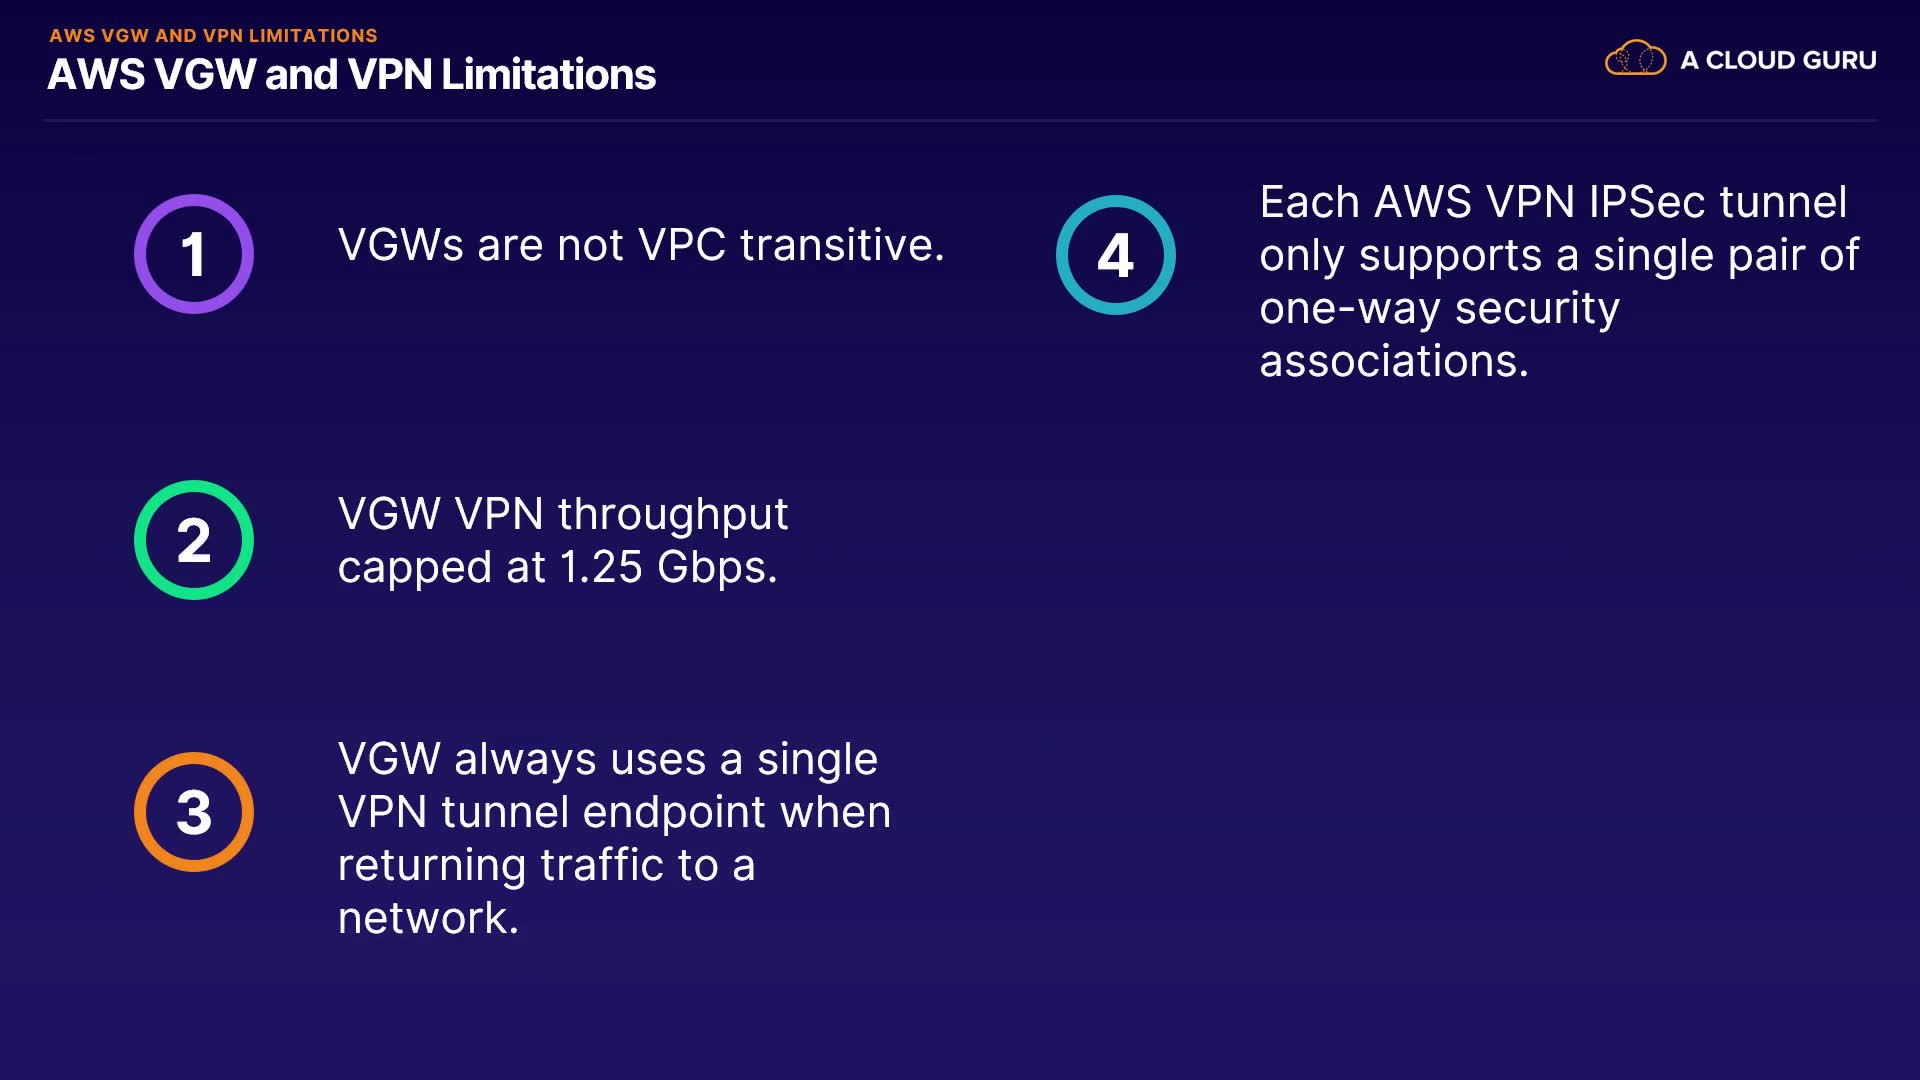 AWS VGW AND VPN LIMITATIONS
AWS VGW and VPN Limitations
A CLOUD GURU
1
VGWs are not VPC transitive.
2
VGW VPN throughput
capped at 1.25 Gbps.
3
VGW always uses a single
VPN tunnel endpoint when
returning traffic to a
network.
4
Each AWS VPN IPSec tunnel
only supports a single pair of
one-way security
associations.